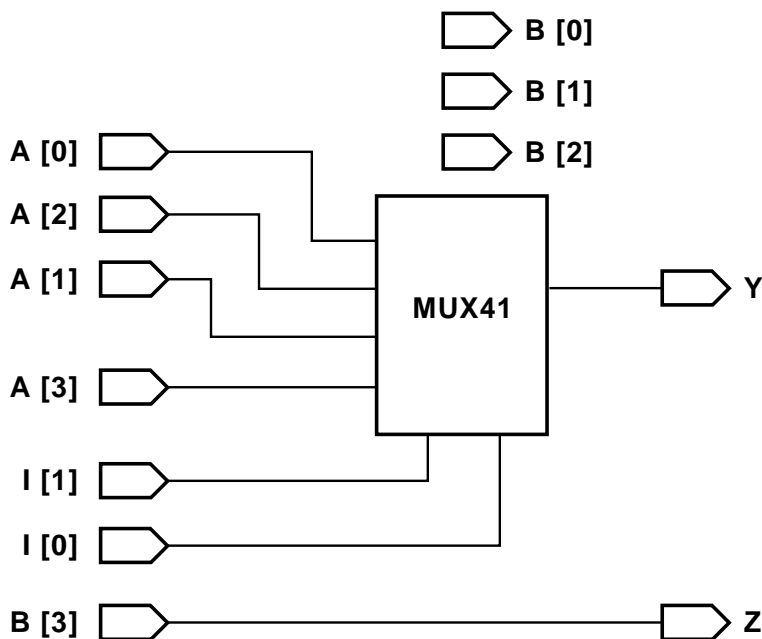 B [0]
B [1]
A [0]
B [2]
A [2]
A [1]
MUX41
Y
A [3]
I [1]
I [0]
B [3]
Z